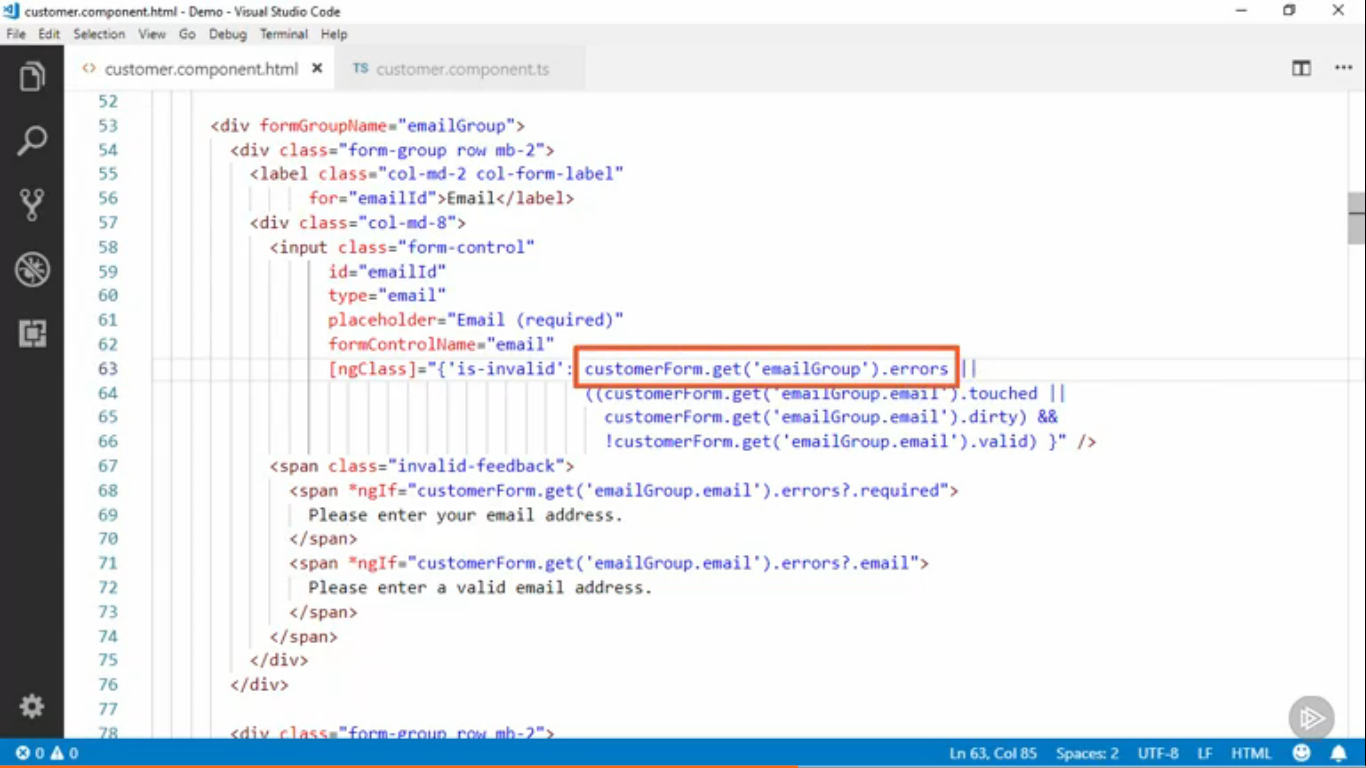 customer.component.html - Demo - Visual Studio Code
File Edit Selection View Go Debug Terminal Help
<> customer.component.html × TS customer.component.ts ...
52
53 <div formGroupName="emailGroup">
54 <div class="form-group row mb-2">
55 <label class="col-md-2 col-form-label"
56 for="emailId">Email</label>
57 <div class="col-md-8">
58 <input class="form-control"
59 id="emailId"
60 type="email"
61 placeholder="Email (required)"
62 formControlName="email"
63 [ngClass]="{'is-invalid': customerForm.get('emailGroup').errors ||
64 ((customerForm.get('emailGroup.email').touched ||
65 customerForm.get('emailGroup.email').dirty) &&
66 !customerForm.get('emailGroup.email').valid) }" />
67 <span class="invalid-feedback">
68 <span *ngIf="customerForm.get('emailGroup.email').errors?.required">
69 Please enter your email address.
70 </span>
71 <span *ngIf="customerForm.get('emailGroup.email').errors?.email">
72 Please enter a valid email address.
73 </span>
74 </span>
75 </div>
76 </div>
77
78 <div class="form-group row mb-2">
0 0 Ln 63, Col 85 Spaces: 2 UTF-8 LF HTML